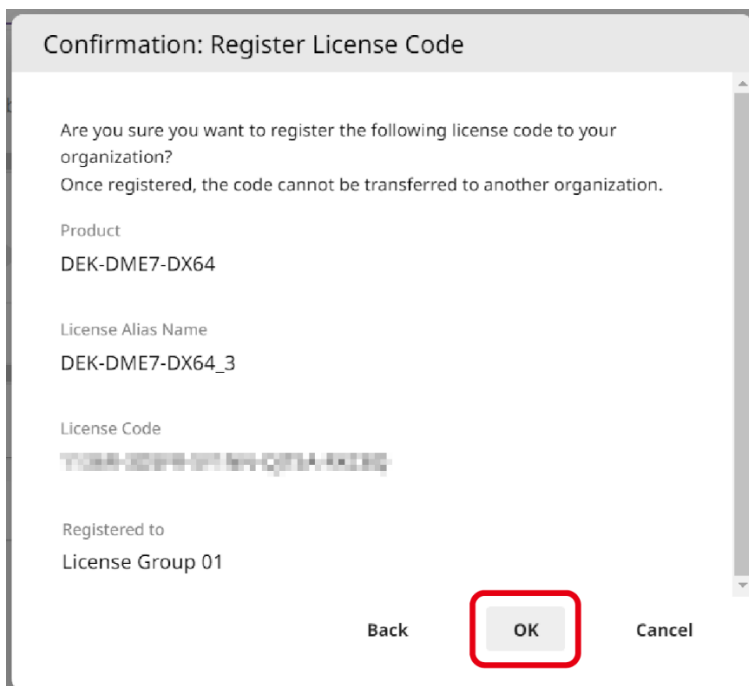 Confirmation: Register License Code
Are you sure you want to register the following license code to your
organization?
Once registered, the code cannot be transferred to another organization.
Product
DEK-DME7-DX64
License Alias Name
DEK-DME7-DX64_3
License Code
Registered to
License Group 01
Back OK Cancel